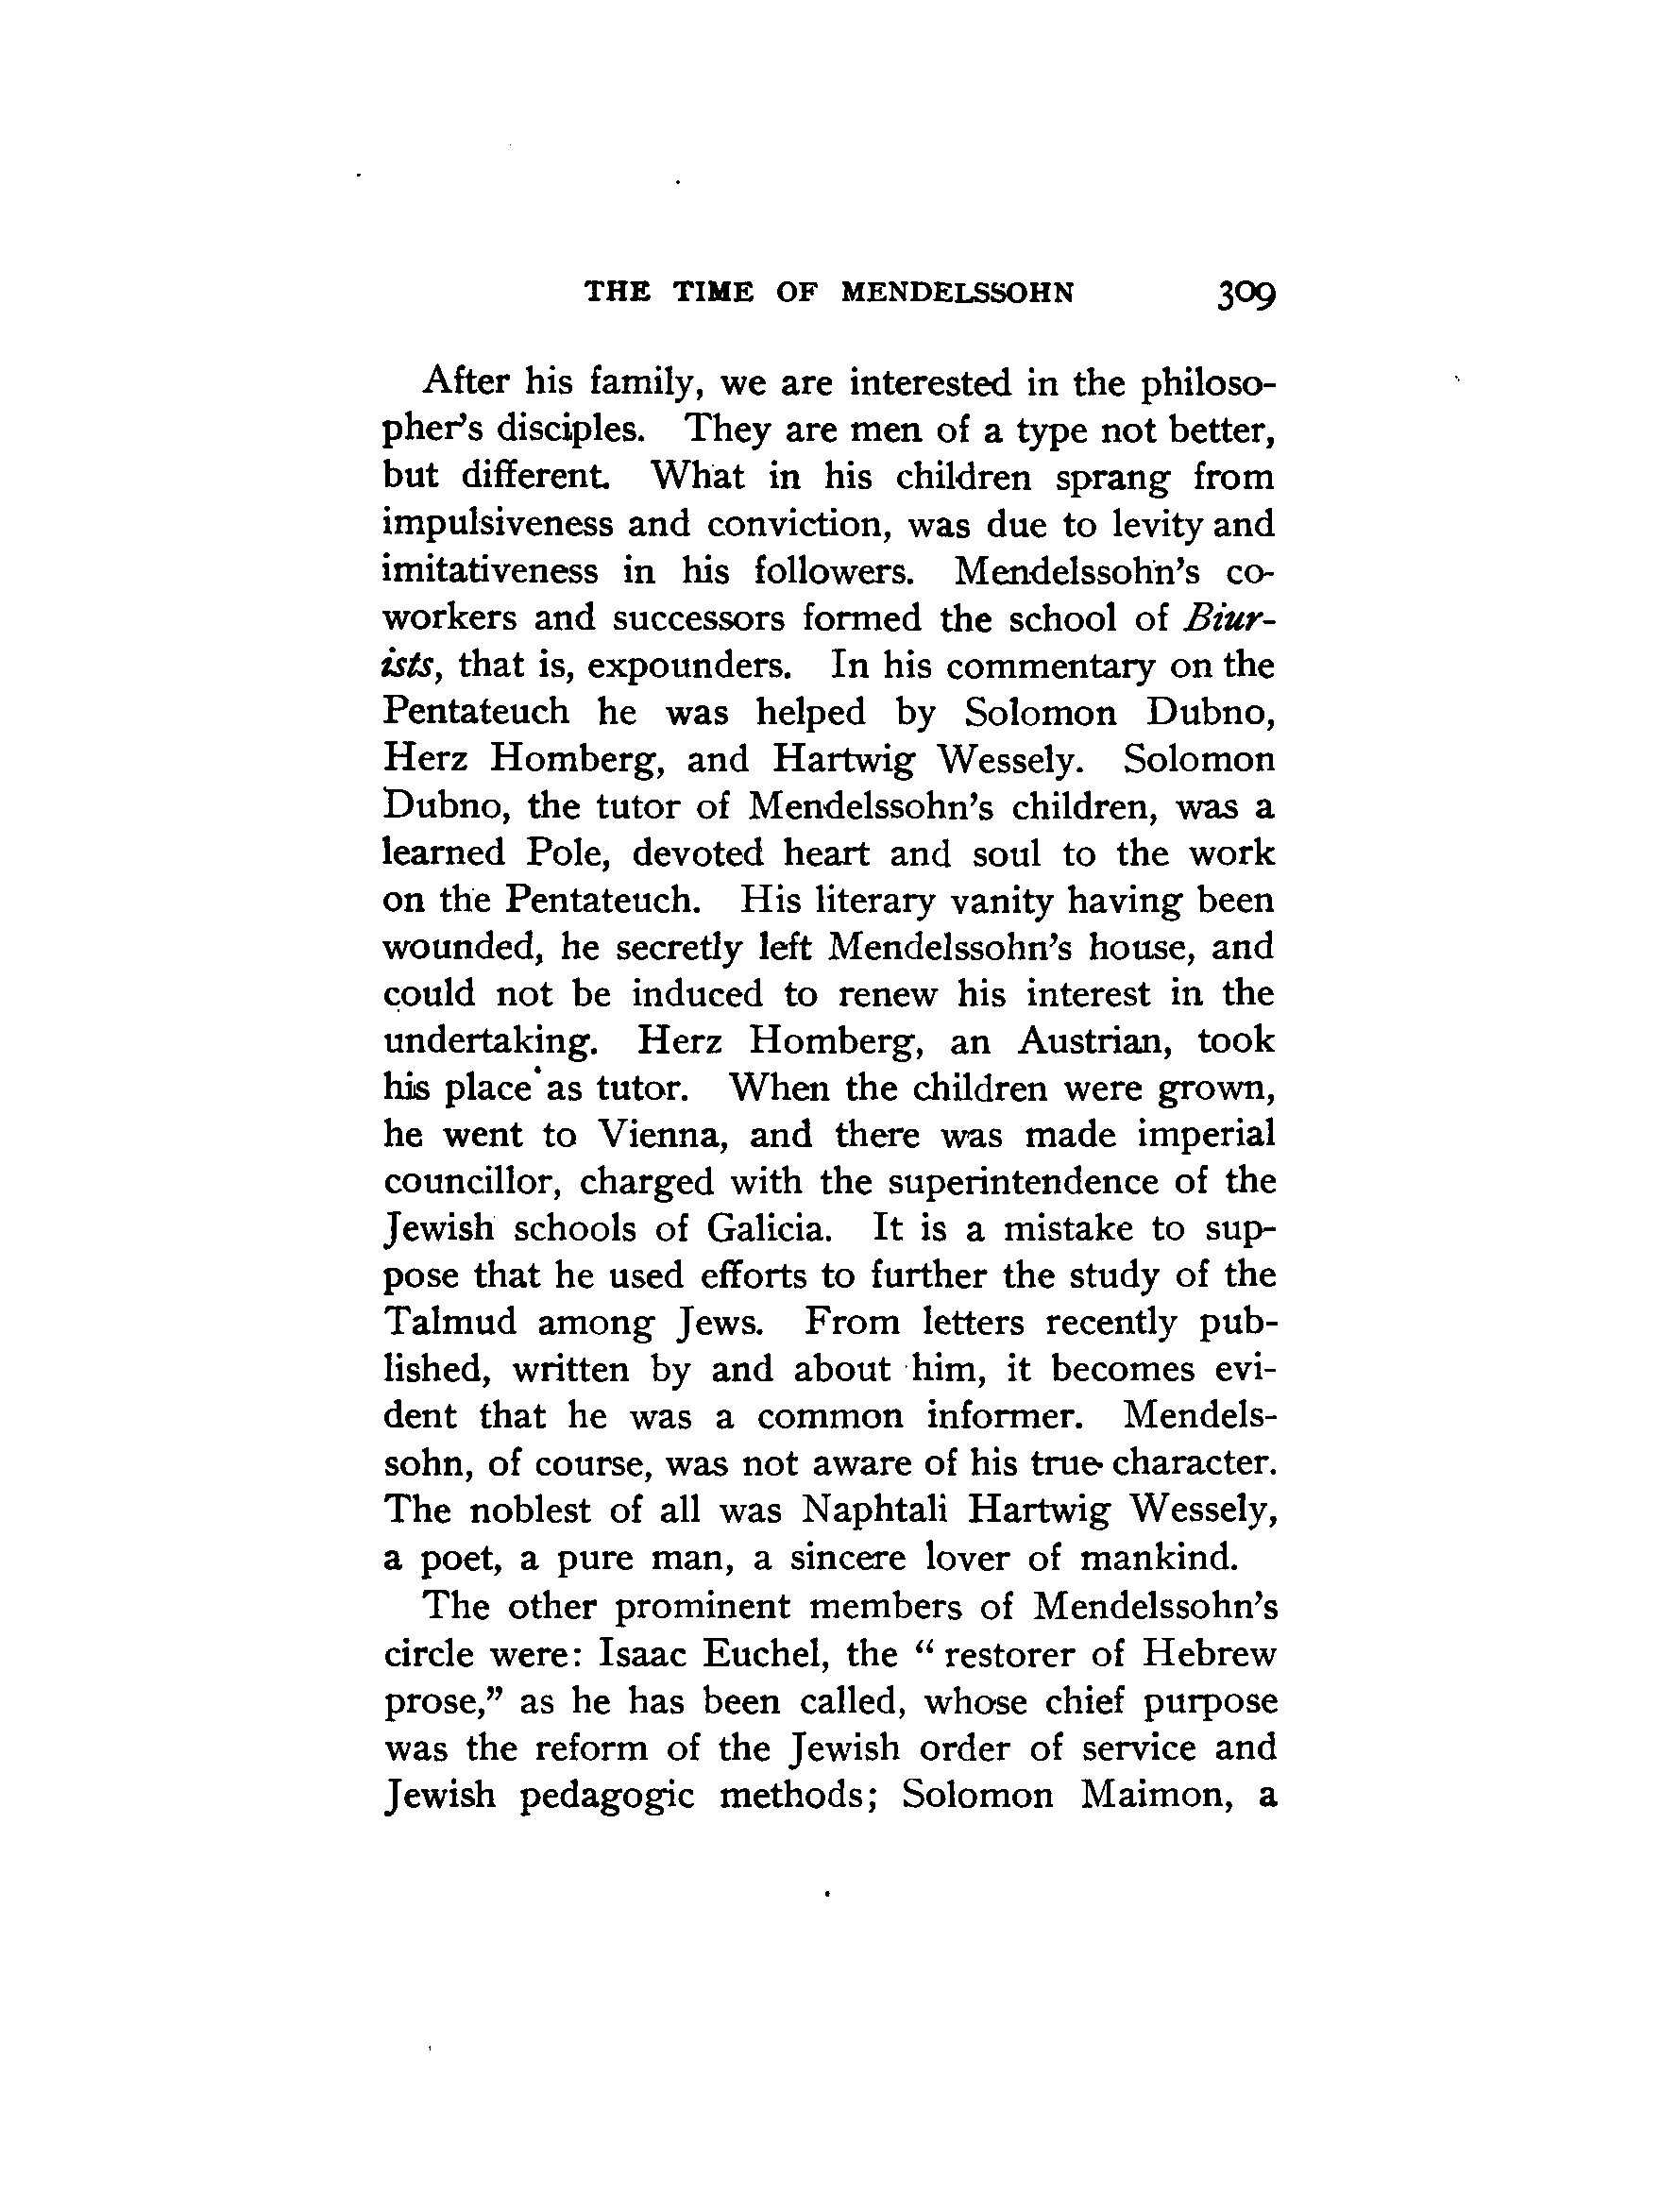 THE TIME OF MENDELSSOHN 309
After his family, we are interested in the philoso-
pher's disciples. They are men of a type not better,
but different. What in his children sprang from
impulsiveness and conviction, was due to levity and
imitativeness in his followers. Mendelssohn's co-
workers and successors formed the school of Biur-
ists, that is, expounders. In his commentary on the
Pentateuch he was helped by Solomon Dubno,
Herz Homberg, and Hartwig Wessely. Solomon
Dubno, the tutor of Mendelssohn's children, was a
learned Pole, devoted heart and soul to the work
on the Pentateuch. His literary vanity having been
wounded, he secretly left Mendelssohn's house, and
could not be induced to renew his interest in the
undertaking. Herz Homberg, an Austrian, took
his place as tutor. When the children were grown,
he went to Vienna, and there was made imperial
councillor, charged with the superintendence of the
Jewish schools of Galicia. It is a mistake to sup-
pose that he used efforts to further the study of the
Talmud among Jews. From letters recently pub-
lished, written by and about him, it becomes evi-
dent that he was a common informer. Mendels-
sohn, of course, was not aware of his true character.
The noblest of all was Naphtali Hartwig Wessely,
a poet, a pure man, a sincere lover of mankind.
The other prominent members of Mendelssohn's
circle were: Isaac Euchel, the “ restorer of Hebrew
prose,” as he has been called, whose chief purpose
was the reform of the Jewish order of service and
Jewish pedagogic methods; Solomon Maimon, a